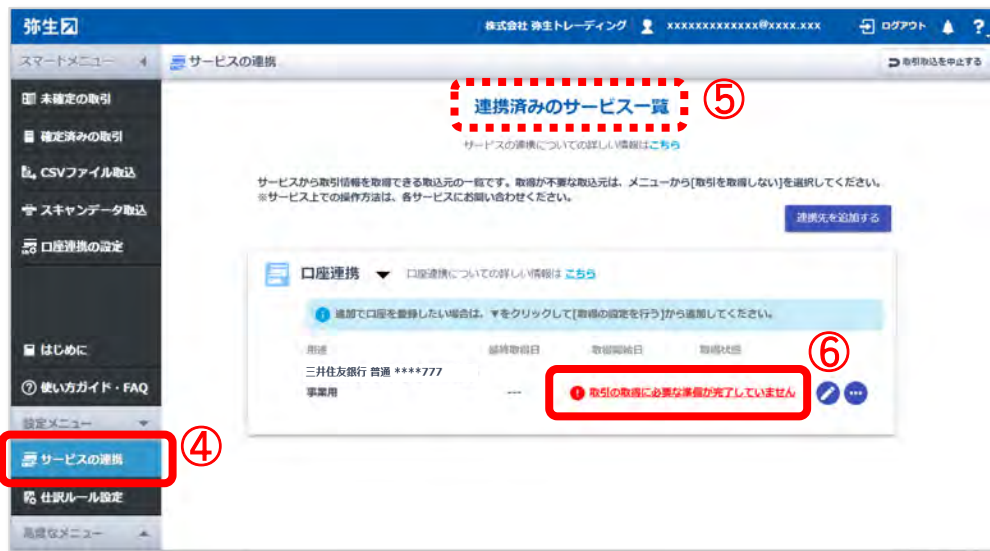 弥生
株式会社 弥生トレーディング xxxxxxxxxxxxx@xxxx.xxx ログアウト ?
スマートメニュー
サービスの連携
取引取込を中止する
未確定の取引
確定済みの取引
CSVファイル取込
スキャンデータ取込
口座連携の設定
はじめに
使い方ガイド・FAQ
設定メニュー
サービスの連携
④
仕訳ルール設定
高度なメニュー
連携済みのサービス一覧
⑤
サービスの連携についての詳しい情報はこちら
サービスから取引情報を取得できる取込元の一覧です。取得が不要な取込元は、メニューから[取引を取得しない]を選択してください。
※サービス上での操作方法は、各サービスにお問い合わせください。
連携先を追加する
口座連携 ▼ 口座連携についての詳しい情報は こちら
追加で口座を登録したい場合は、▼をクリックして[取得の設定を行う]から追加してください。
用途 最終取得日 取得開始日 取得状態
⑥
三井住友銀行 普通 ****777
事業用 --- 取引の取得に必要な準備が完了していません